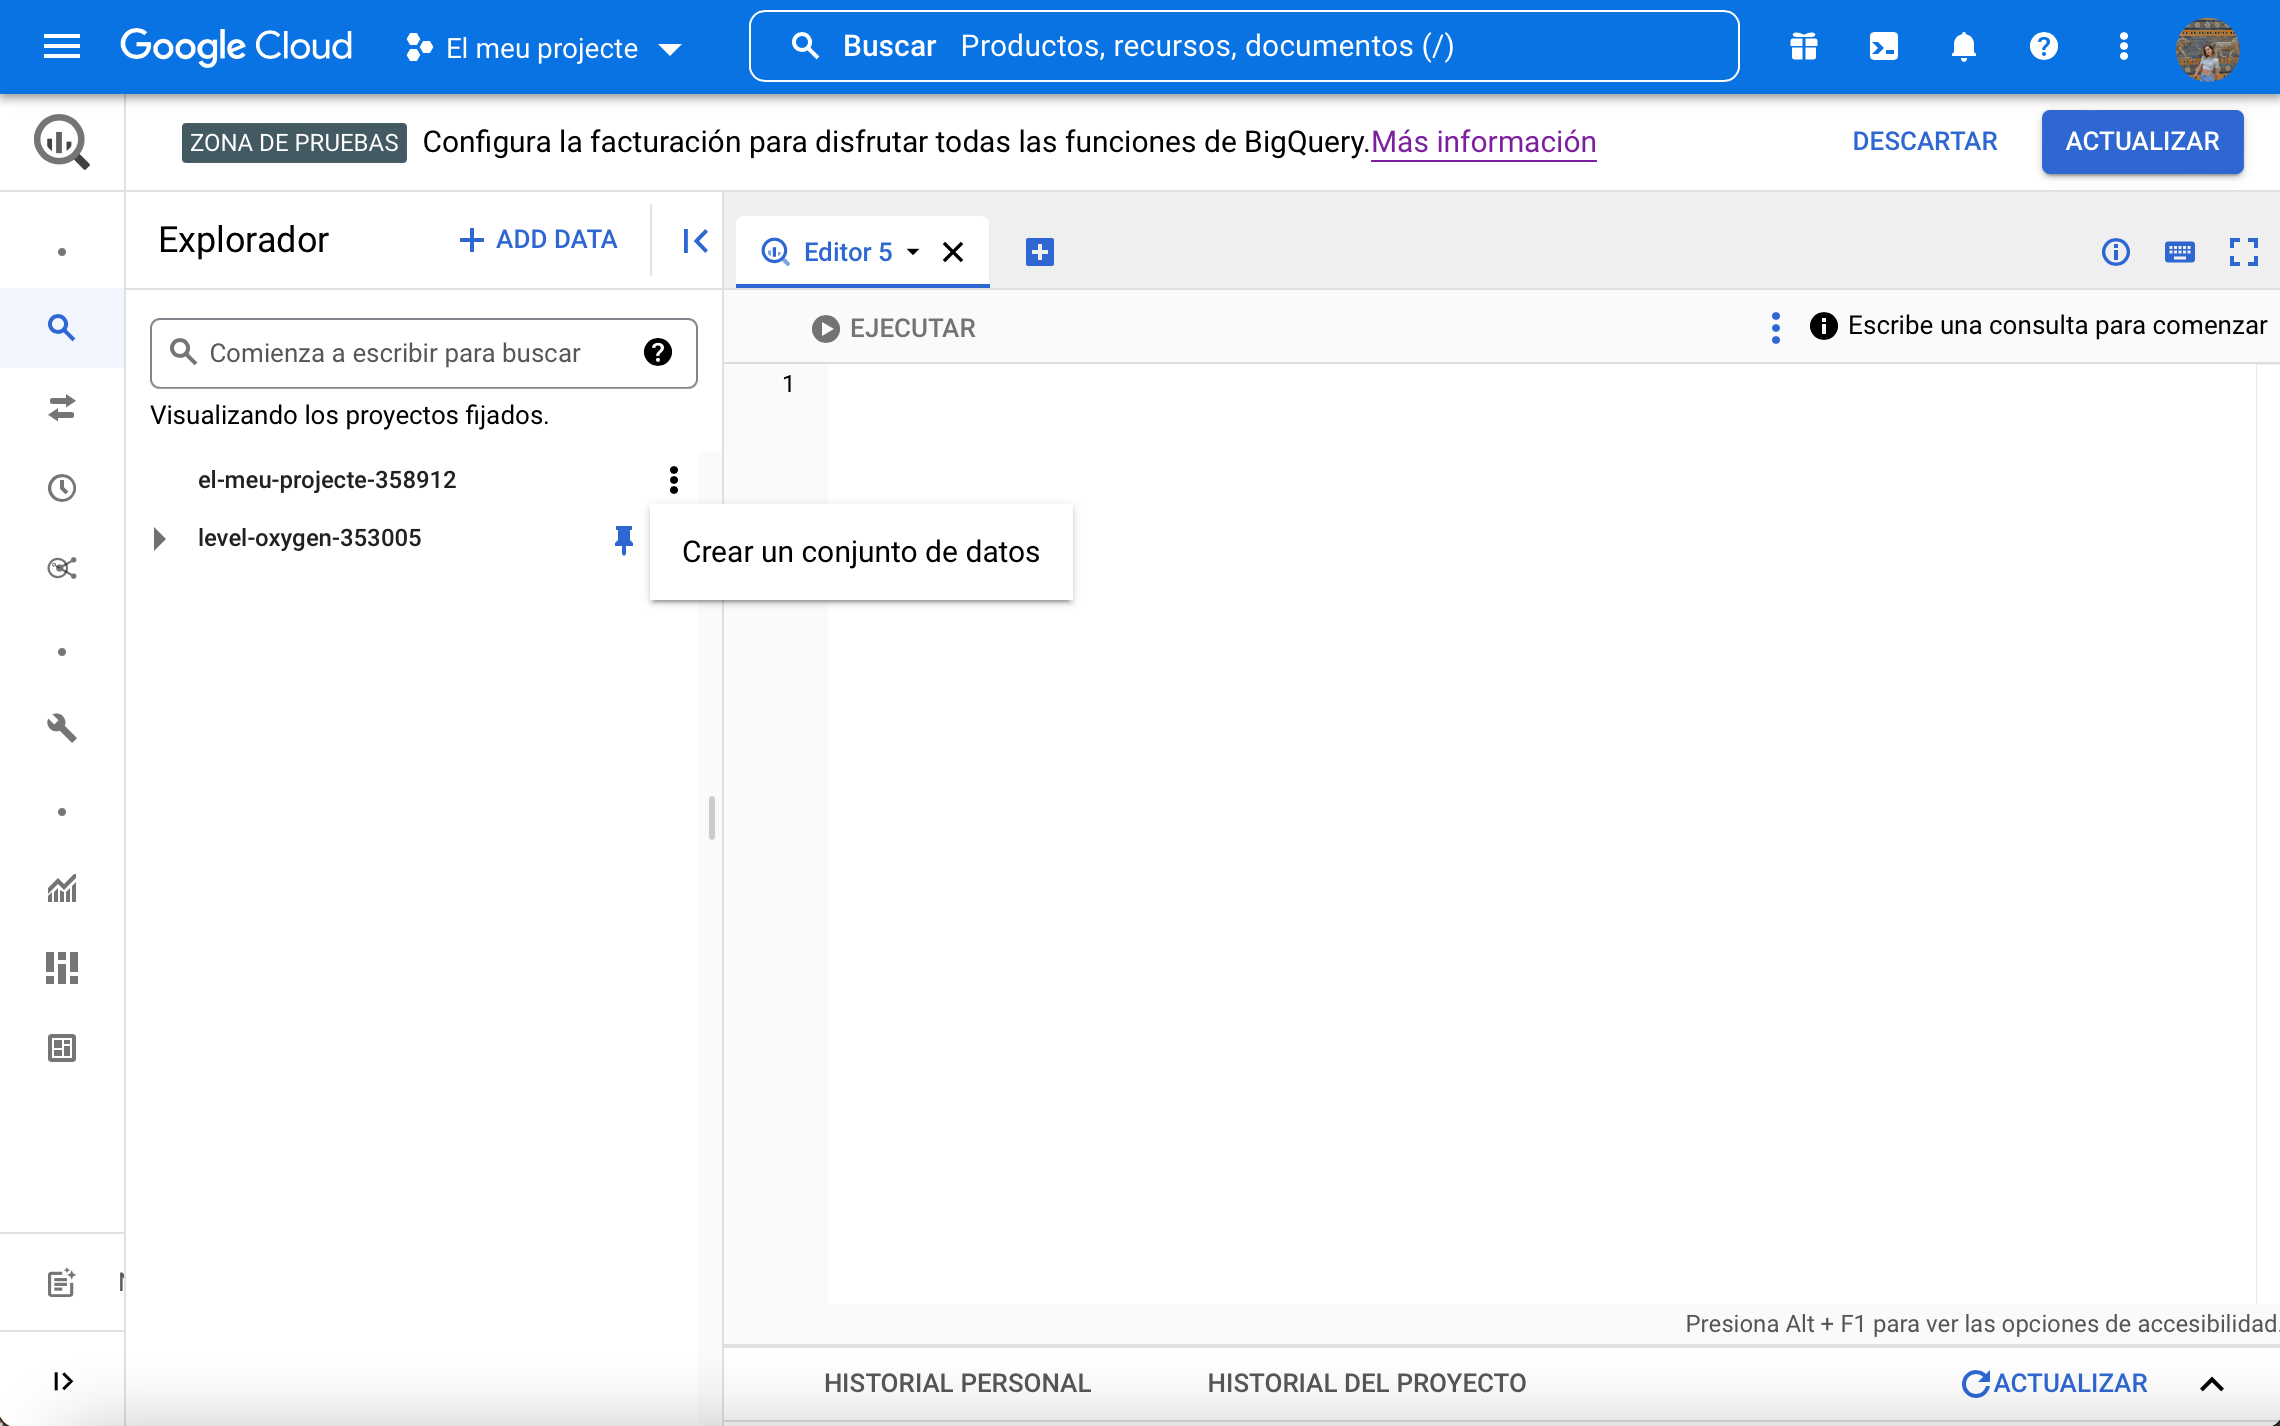 Google Cloud
El meu projecte
Buscar Productos, recursos, documentos (/)
ZONA DE PRUEBAS Configura la facturación para disfrutar todas las funciones de BigQuery.Más información
DESCARTAR
ACTUALIZAR
Explorador
+ ADD DATA
Editor 5
EJECUTAR
Escribe una consulta para comenzar
Comienza a escribir para buscar
Visualizando los proyectos fijados.
1
el-meu-projecte-358912
level-oxygen-353005
Crear un conjunto de datos
Presiona Alt + F1 para ver las opciones de accesibilidad.
HISTORIAL PERSONAL
HISTORIAL DEL PROYECTO
ACTUALIZAR